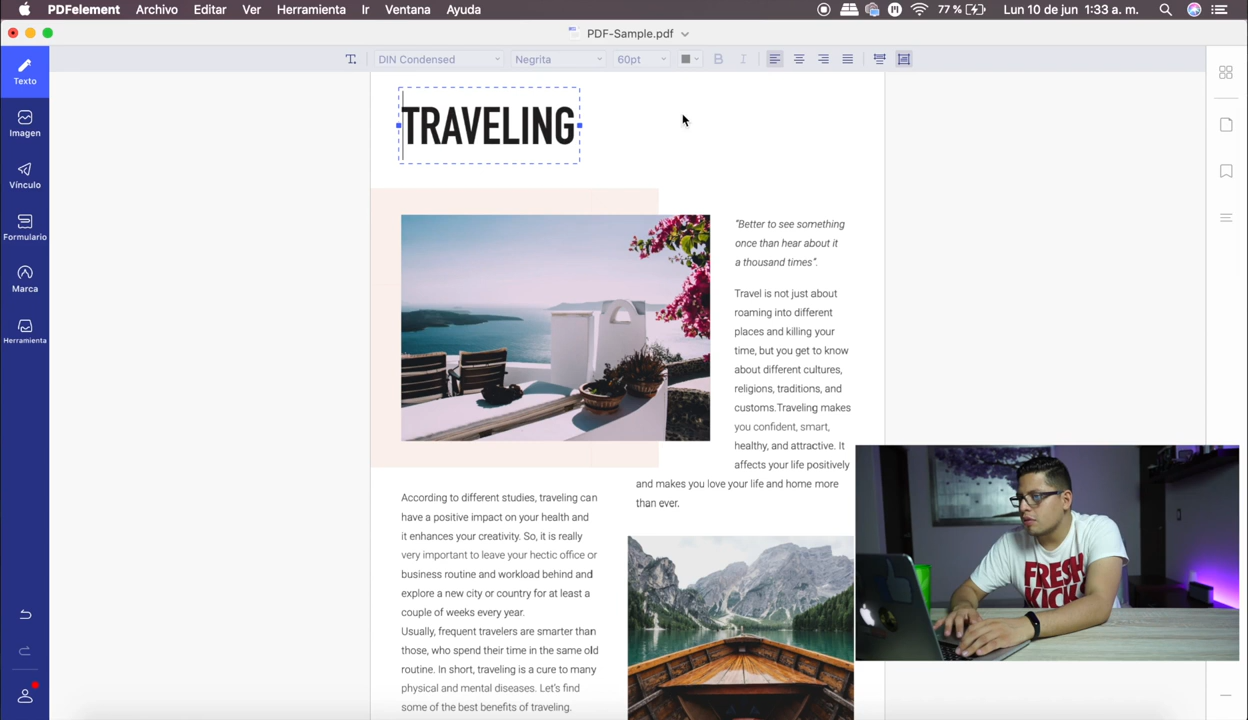 PDFelement Archivo Editar Ver Herramienta Ir Ventana Ayuda 77 % Lun 10 de jun 1:33 a. m.
PDF-Sample.pdf
DIN Condensed Negrita 60pt B I
Texto
Imagen
Vínculo
Formulario
Marca
Herramienta
TRAVELING
“Better to see something
once than hear about it
a thousand times”.
Travel is not just about
roaming into different
places and killing your
time, but you get to know
about different cultures,
religions, traditions, and
customs.Traveling makes
you confident, smart,
healthy, and attractive. It
affects your life positively
and makes you love your life and home more
than ever.
According to different studies, traveling can
have a positive impact on your health and
it enhances your creativity. So, it is really
very important to leave your hectic office or
business routine and workload behind and
explore a new city or country for at least a
couple of weeks every year.
Usually, frequent travelers are smarter than
those, who spend their time in the same old
routine. In short, traveling is a cure to many
physical and mental diseases. Let’s find
some of the best benefits of traveling.
FRESH
KICK